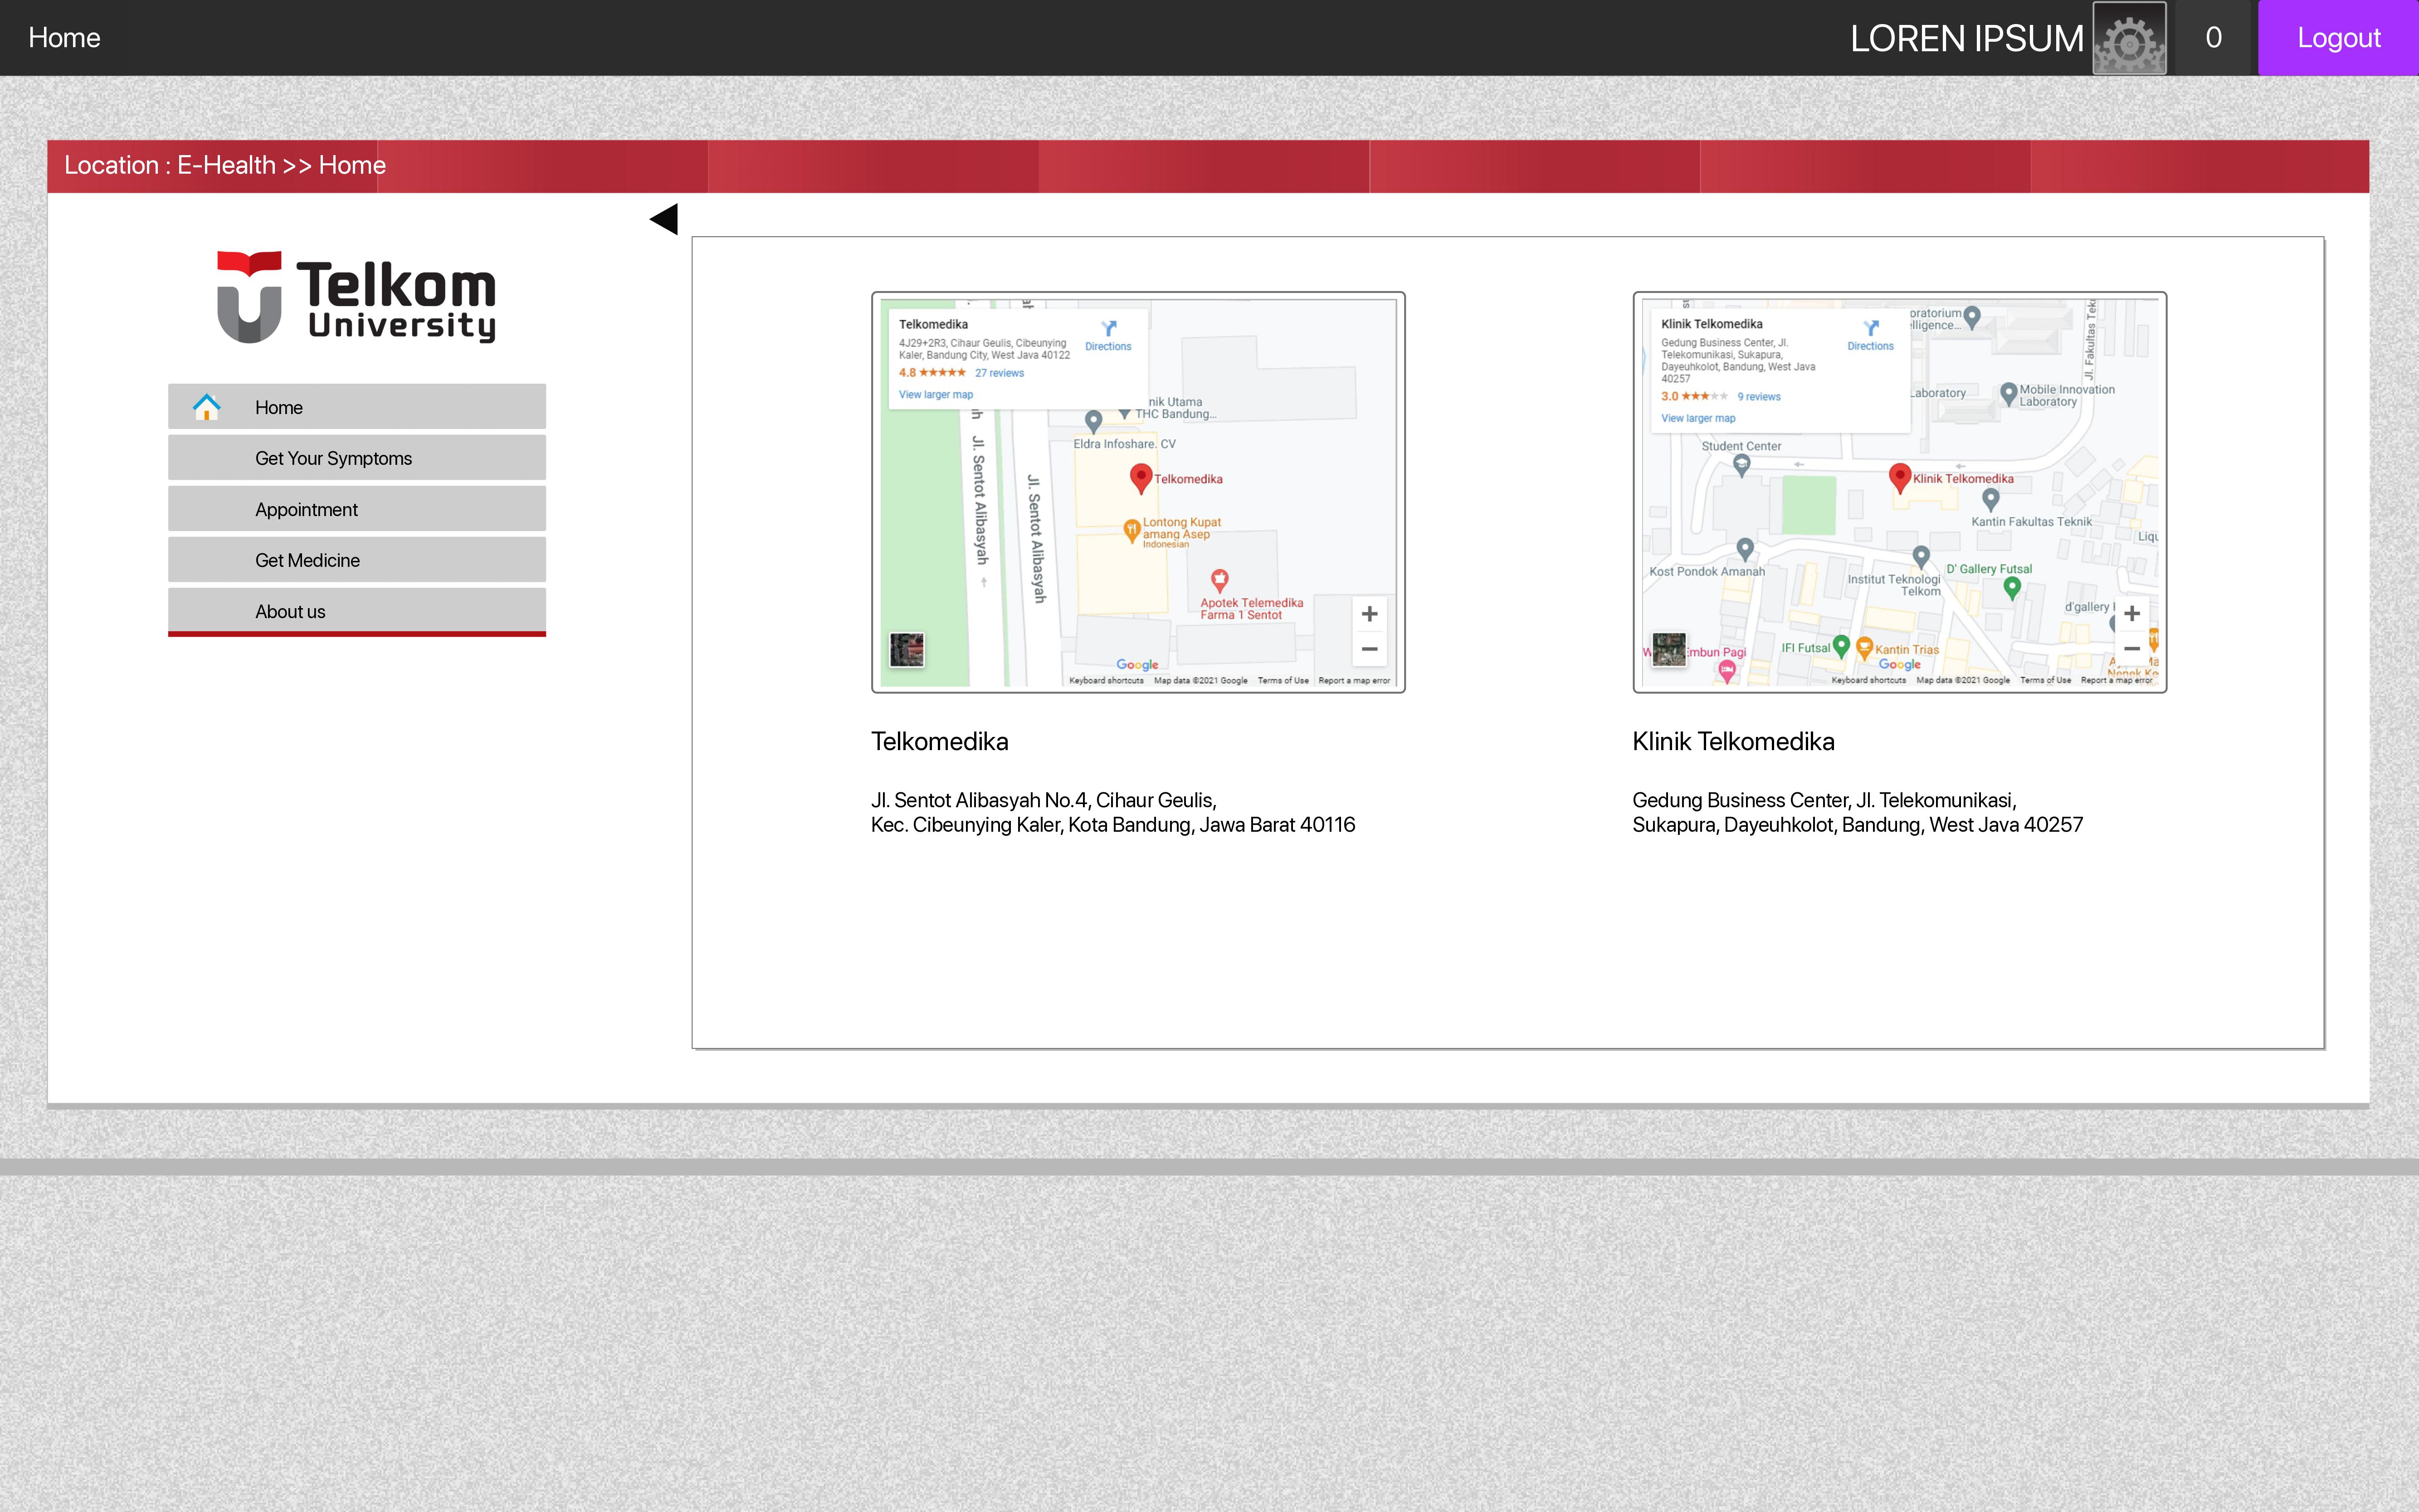 Home
LOREN IPSUM
0
Logout
Location : E-Health >> Home
Telkom
University
Home
Get Your Symptoms
Appointment
Get Medicine
About us
Telkomedika
4J29+2R3, Cihaur Geulis, Cibeunying
Kaler, Bandung City, West Java 40122
4.8 ★★★★★ 27 reviews
View larger map
Directions
nik Utama
THC Bandung...
Eldra Infoshare. CV
Jl. Sentot Alibasyah
Jl. Sentot Alibasyah
Telkomedika
Lontong Kupat
amang Asep
Indonesian
Apotek Telemedika
Farma 1 Sentot
Google
Keyboard shortcuts Map data ©2021 Google Terms of Use Report a map error
Telkomedika
Jl. Sentot Alibasyah No.4, Cihaur Geulis,
Kec. Cibeunying Kaler, Kota Bandung, Jawa Barat 40116
Klinik Telkomedika
Gedung Business Center, Jl.
Telekomunikasi, Sukapura,
Dayeuhkolot, Bandung, West Java
40257
3.0 ★★★★★ 9 reviews
View larger map
Directions
oratorium
elligence...
Jl. Fakultas Tek
Laboratory
Mobile Innovation
Laboratory
Student Center
Klinik Telkomedika
Kantin Fakultas Teknik
Liqu
Kost Pondok Amanah
Institut Teknologi
Telkom
D' Gallery Futsal
d'gallery
IFI Futsal
Kantin Trias
Embun Pagi
Google
Keyboard shortcuts Map data ©2021 Google Terms of Use Report a map error
Klinik Telkomedika
Gedung Business Center, Jl. Telekomunikasi,
Sukapura, Dayeuhkolot, Bandung, West Java 40257